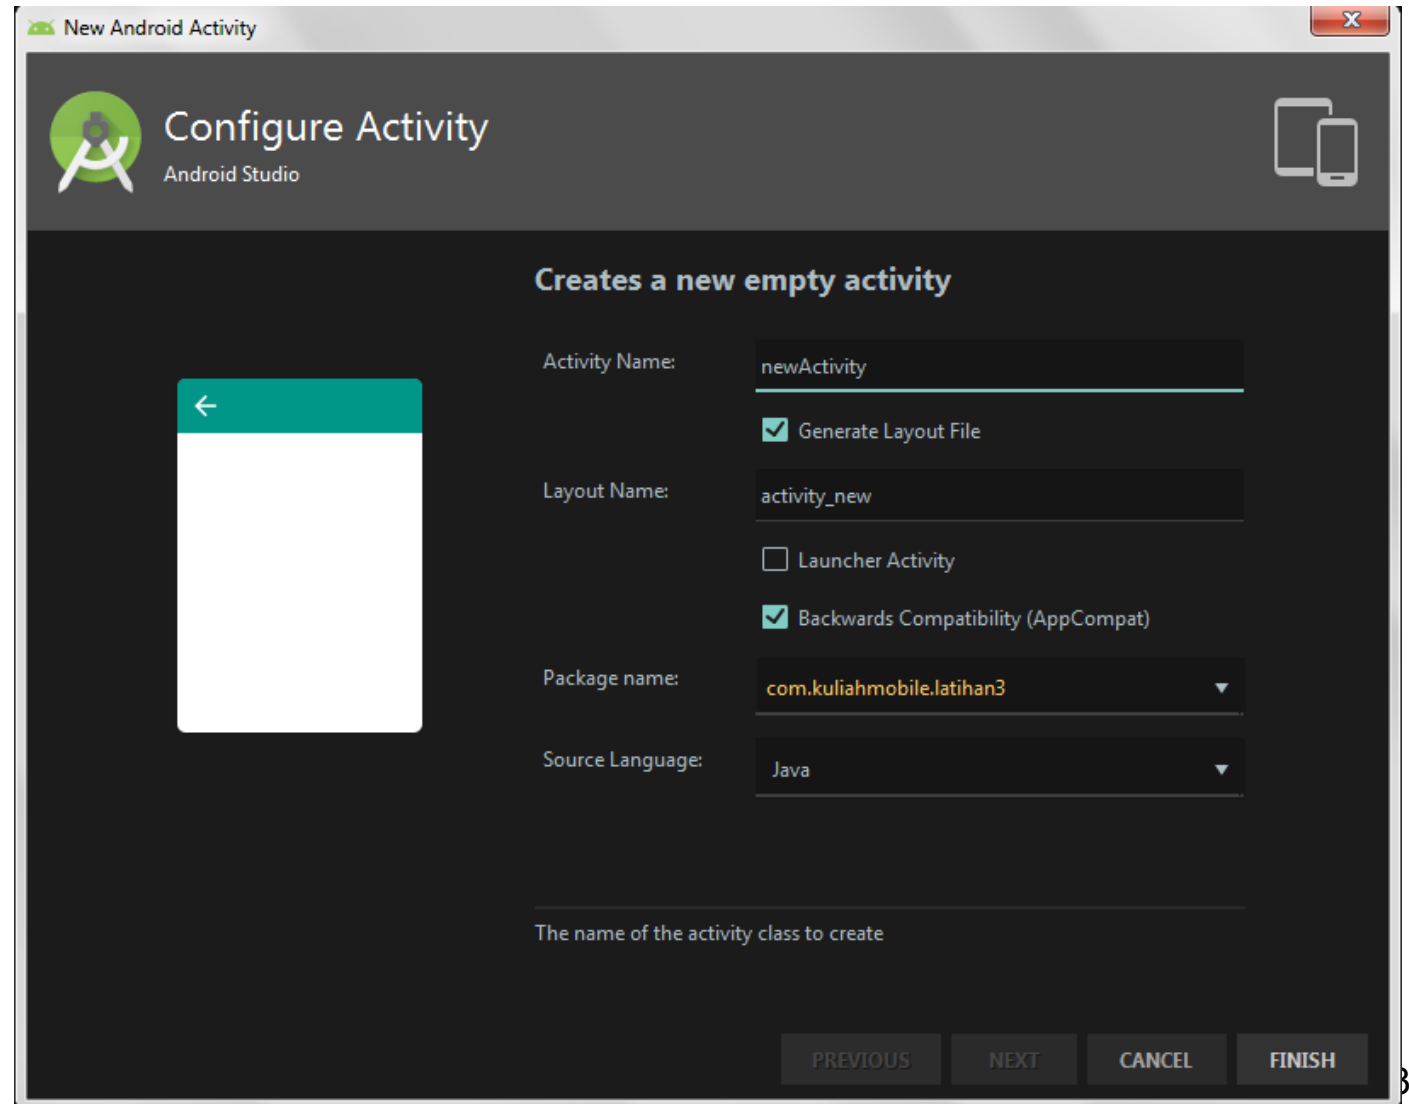 New Android Activity
Configure Activity
Android Studio
Creates a new empty activity
Activity Name: newActivity
Generate Layout File
Layout Name: activity_new
Launcher Activity
Backwards Compatibility (AppCompat)
Package name: com.kuliahmobile.latihan3
Source Language: Java
The name of the activity class to create
PREVIOUS NEXT CANCEL FINISH